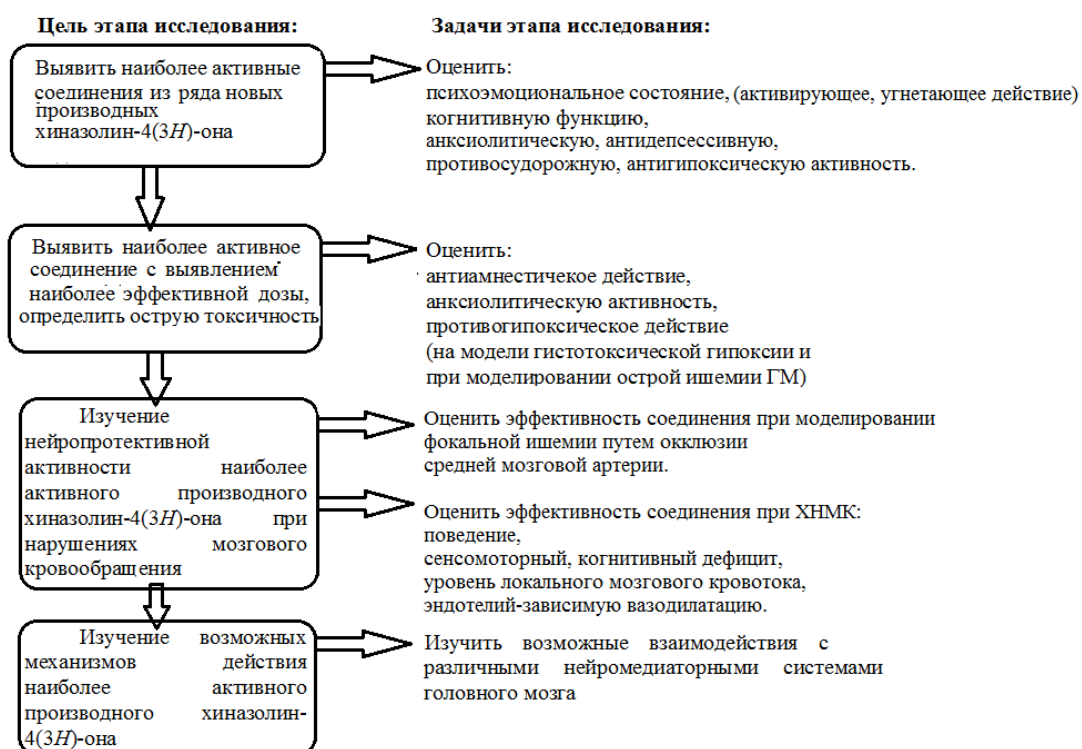 Цель этапа исследования:
Задачи этапа исследования:
Выявить наиболее активные
соединения из ряда новых
производных
хиназолин-4(3Н)-она
Оценить:
психоэмоциональное состояние, (активирующее, угнетающее действие)
когнитивную функцию,
анксиолитическую, антидепсессивную,
противосудорожную, антигипоксическую активность.
Выявить наиболее активное
соединение с выявлением
наиболее эффективной дозы,
определить острую токсичность
Оценить:
антиамнестичекое действие,
анксиолитическую активность,
противогипоксическое действие
(на модели гистотоксической гипоксии и
при моделировании острой ишемии ГМ)
Изучение
нейропротективной
активности наиболее
активного производного
хиназолин-4(3Н)-она при
нарушениях мозгового
кровообращения
Оценить эффективность соединения при моделировании
фокальной ишемии путем окклюзии
средней мозговой артерии.
Оценить эффективность соединения при ХНМК:
поведение,
сенсомоторный, когнитивный дефицит,
уровень локального мозгового кровотока,
эндотелий-зависимую вазодилатацию.
Изучение возможных
механизмов действия
наиболее активного
производного хиназолин-
4(3Н)-она
Изучить возможные взаимодействия с
различными нейромедиаторными системами
головного мозга